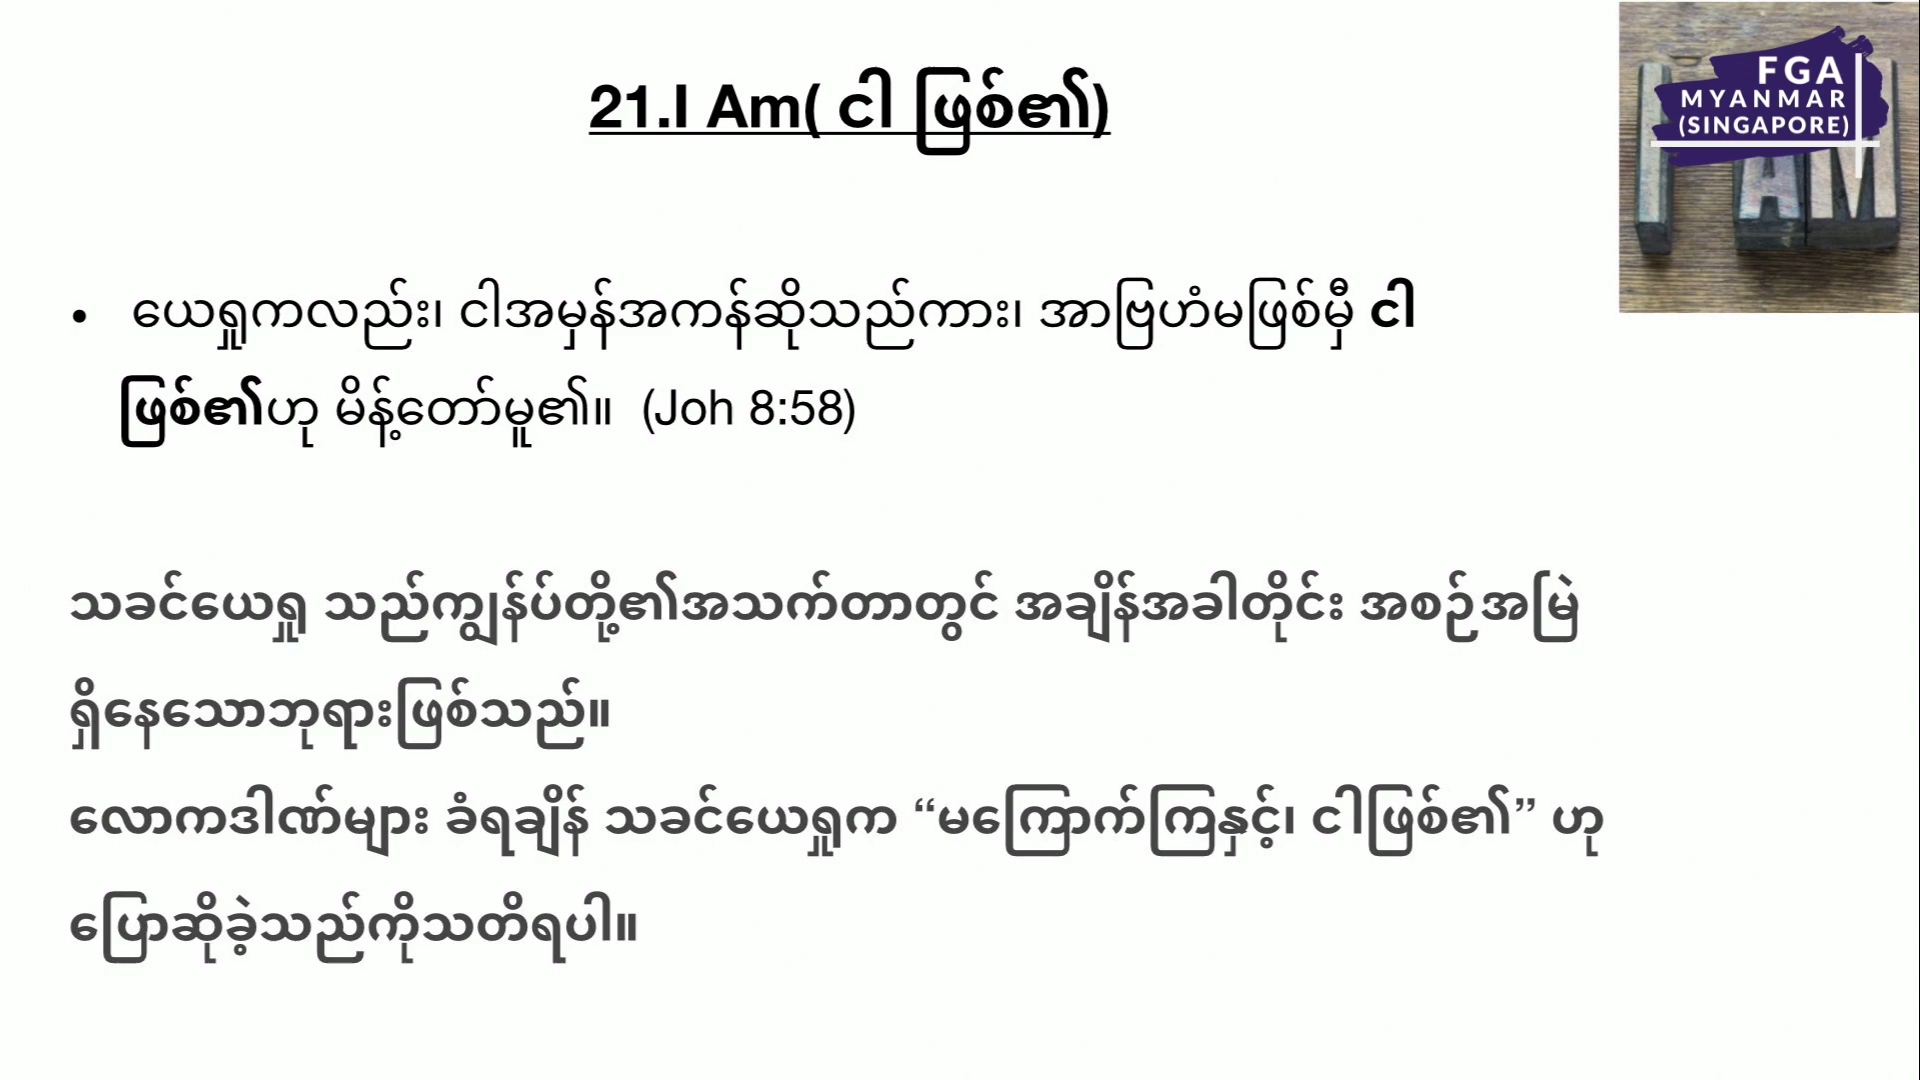 21.I Am( ငါ ဖြစ်၏)
FGA
MYANMAR
(SINGAPORE)
I AM
• ယေရှုကလည်း၊ ငါအမှန်အကန်ဆိုသည်ကား၊ အာဗြဟံမဖြစ်မှီ ငါ
ဖြစ်၏ဟု မိန့်တော်မူ၏။ (Joh 8:58)
သခင်ယေရှု သည်ကျွန်ပ်တို့၏အသက်တာတွင် အချိန်အခါတိုင်း အစဉ်အမြဲ
ရှိနေသောဘုရားဖြစ်သည်။
လောကဒါဏ်များ ခံရချိန် သခင်ယေရှုက “မကြောက်ကြနှင့်၊ ငါဖြစ်၏” ဟု
ပြောဆိုခဲ့သည်ကိုသတိရပါ။